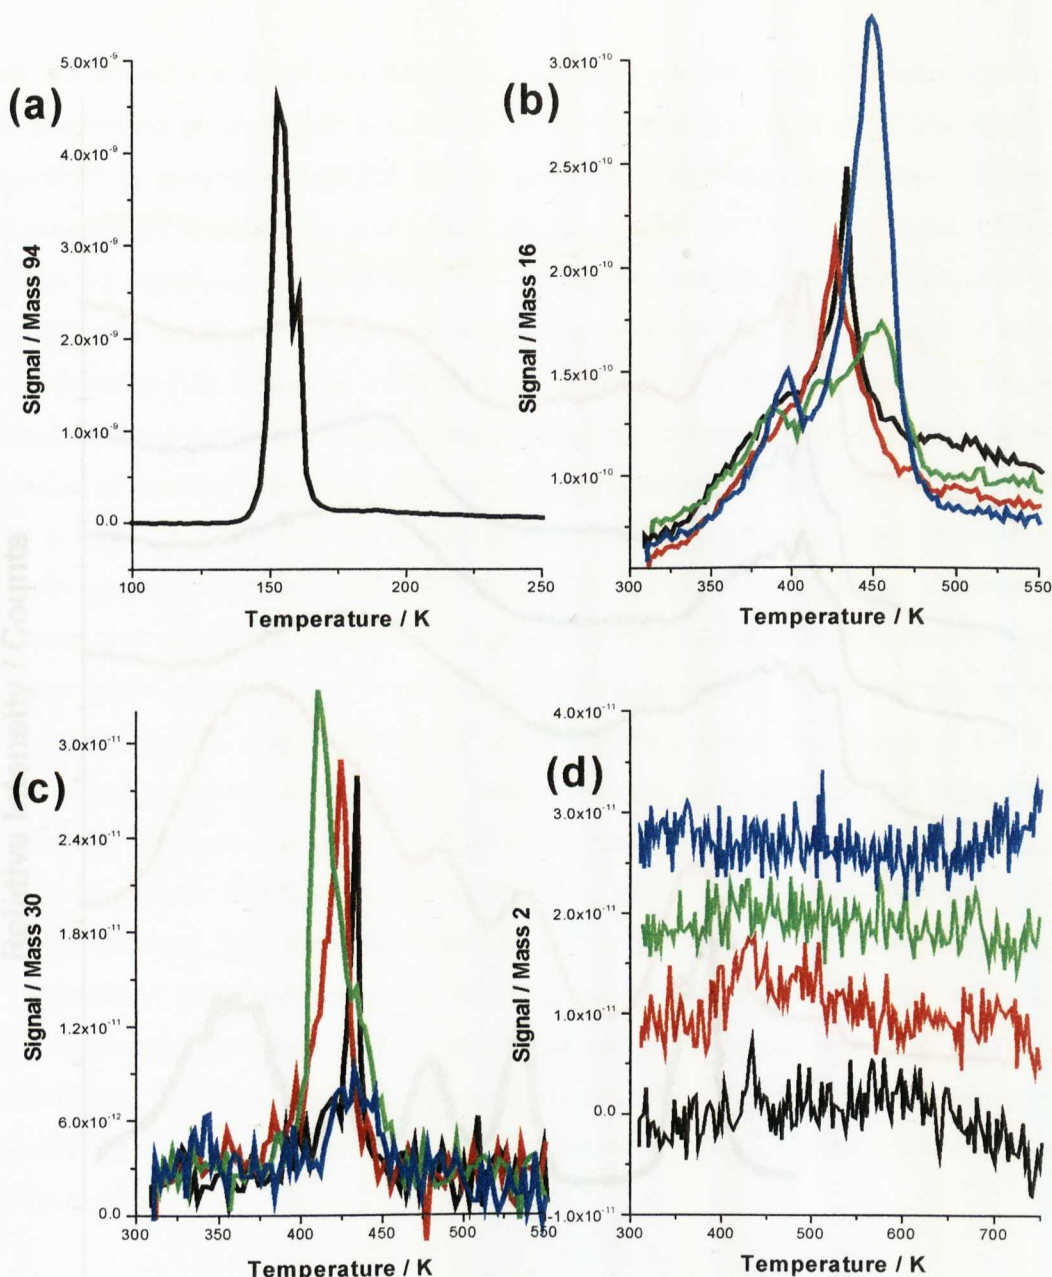 (a)
5.0x10⁻⁹
4.0x10⁻⁹
3.0x10⁻⁹
2.0x10⁻⁹
1.0x10⁻⁹
0.0
Signal / Mass 94
100 150 200 250
Temperature / K
(b)
3.0x10⁻¹⁰
2.5x10⁻¹⁰
2.0x10⁻¹⁰
1.5x10⁻¹⁰
1.0x10⁻¹⁰
Signal / Mass 16
300 350 400 450 500 550
Temperature / K
(c)
3.0x10⁻¹¹
2.4x10⁻¹¹
1.8x10⁻¹¹
1.2x10⁻¹¹
6.0x10⁻¹²
0.0
Signal / Mass 30
300 350 400 450 500 550
Temperature / K
(d)
4.0x10⁻¹¹
3.0x10⁻¹¹
2.0x10⁻¹¹
1.0x10⁻¹¹
0.0
-1.0x10⁻¹¹
Signal / Mass 2
400 500 600 700
Temperature / K
Relative Intensity / Counts